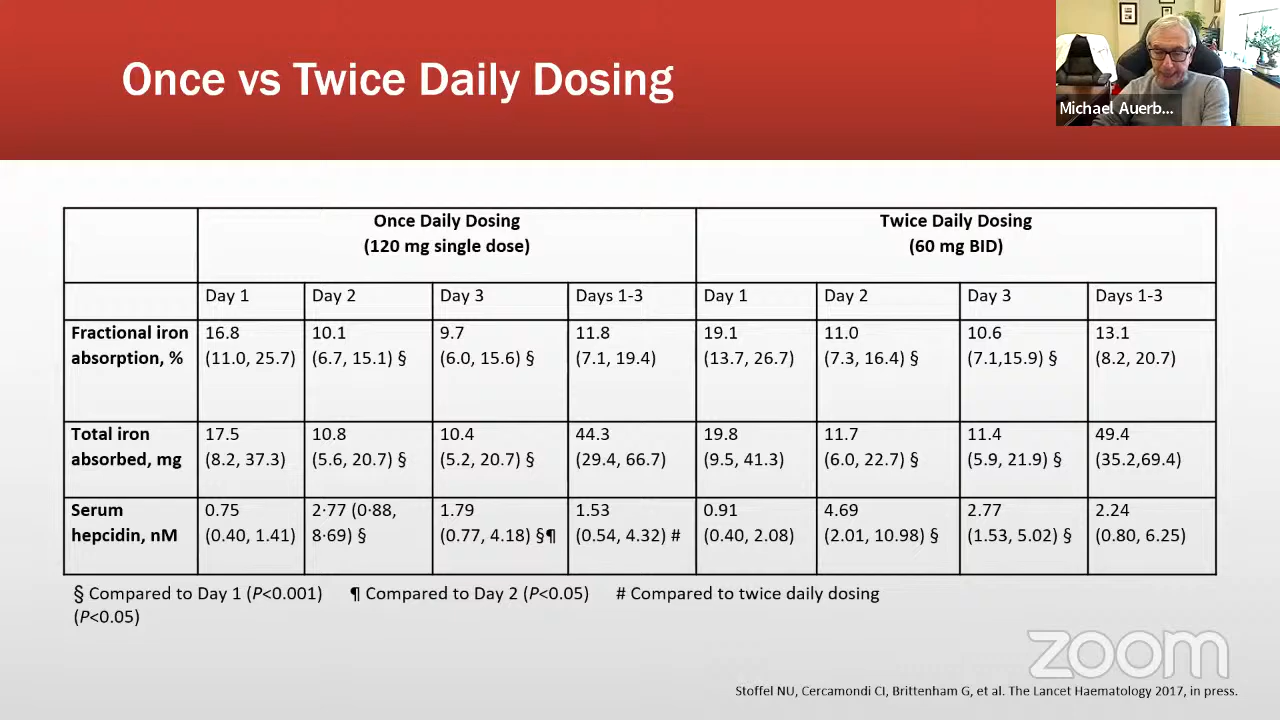 Once vs Twice Daily Dosing
Michael Auerb...
Once Daily Dosing
(120 mg single dose)
Twice Daily Dosing
(60 mg BID)
Day 1 Day 2 Day 3 Days 1-3 Day 1 Day 2 Day 3 Days 1-3
Fractional iron 16.8 10.1 9.7 11.8 19.1 11.0 10.6 13.1
absorption, % (11.0, 25.7) (6.7, 15.1) § (6.0, 15.6) § (7.1, 19.4) (13.7, 26.7) (7.3, 16.4) § (7.1,15.9) § (8.2, 20.7)
Total iron 17.5 10.8 10.4 44.3 19.8 11.7 11.4 49.4
absorbed, mg (8.2, 37.3) (5.6, 20.7) § (5.2, 20.7) § (29.4, 66.7) (9.5, 41.3) (6.0, 22.7) § (5.9, 21.9) § (35.2,69.4)
Serum 0.75 2·77 (0·88, 1.79 1.53 0.91 4.69 2.77 2.24
hepcidin, nM (0.40, 1.41) 8·69) § (0.77, 4.18) §¶ (0.54, 4.32) # (0.40, 2.08) (2.01, 10.98) § (1.53, 5.02) § (0.80, 6.25)
§ Compared to Day 1 (P<0.001) ¶ Compared to Day 2 (P<0.05) # Compared to twice daily dosing
(P<0.05)
zoom
Stoffel NU, Cercamondi CI, Brittenham G, et al. The Lancet Haematology 2017, in press.